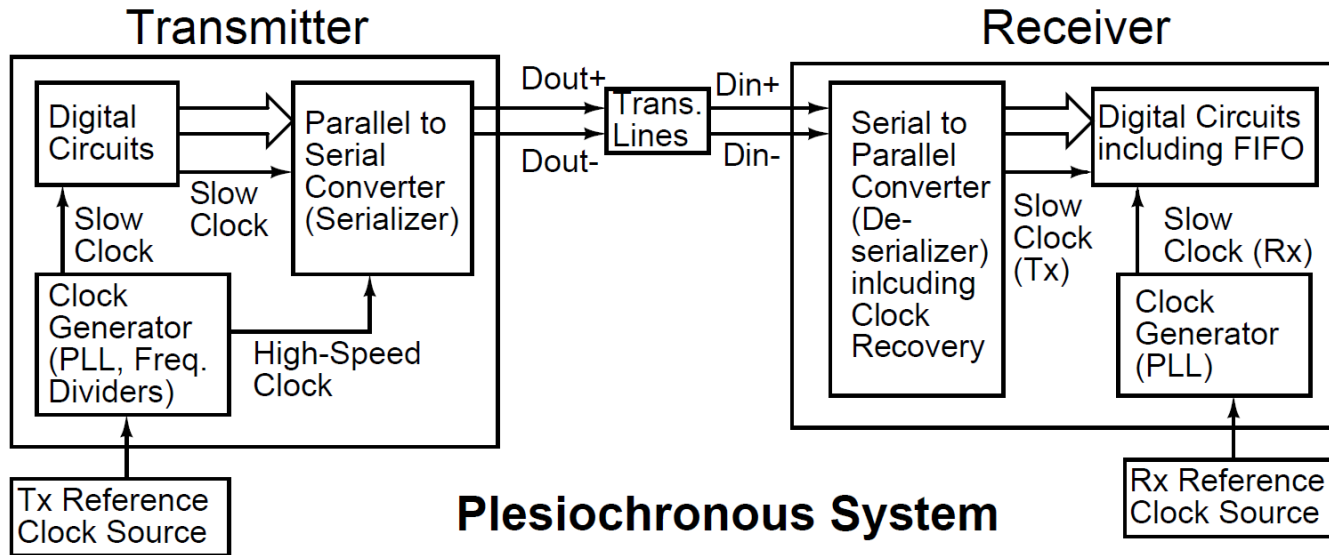 Transmitter
Receiver
Digital
Circuits
Slow
Clock
Slow
Clock
Parallel to
Serial
Converter
(Serializer)
Clock
Generator
(PLL, Freq.
Dividers)
High-Speed
Clock
Tx Reference
Clock Source
Dout+
Dout-
Trans.
Lines
Din+
Din-
Serial to
Parallel
Converter
(De-
serializer)
inlcuding
Clock
Recovery
Slow
Clock
(Tx)
Digital Circuits
including FIFO
Slow
Clock (Rx)
Clock
Generator
(PLL)
Rx Reference
Clock Source
Plesiochronous System